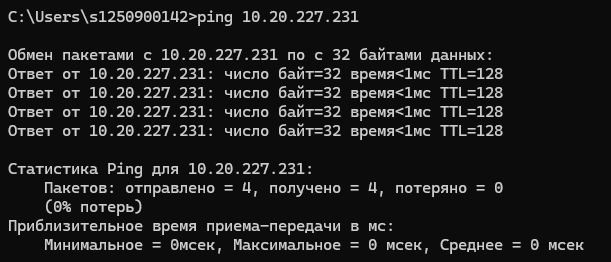 C:\Users\s1250900142>ping 10.20.227.231
Обмен пакетами с 10.20.227.231 по с 32 байтами данных:
Ответ от 10.20.227.231: число байт=32 время<1мс TTL=128
Ответ от 10.20.227.231: число байт=32 время<1мс TTL=128
Ответ от 10.20.227.231: число байт=32 время<1мс TTL=128
Ответ от 10.20.227.231: число байт=32 время<1мс TTL=128
Статистика Ping для 10.20.227.231:
Пакетов: отправлено = 4, получено = 4, потеряно = 0
(0% потерь)
Приблизительное время приема-передачи в мс:
Минимальное = 0мсек, Максимальное = 0 мсек, Среднее = 0 мсек